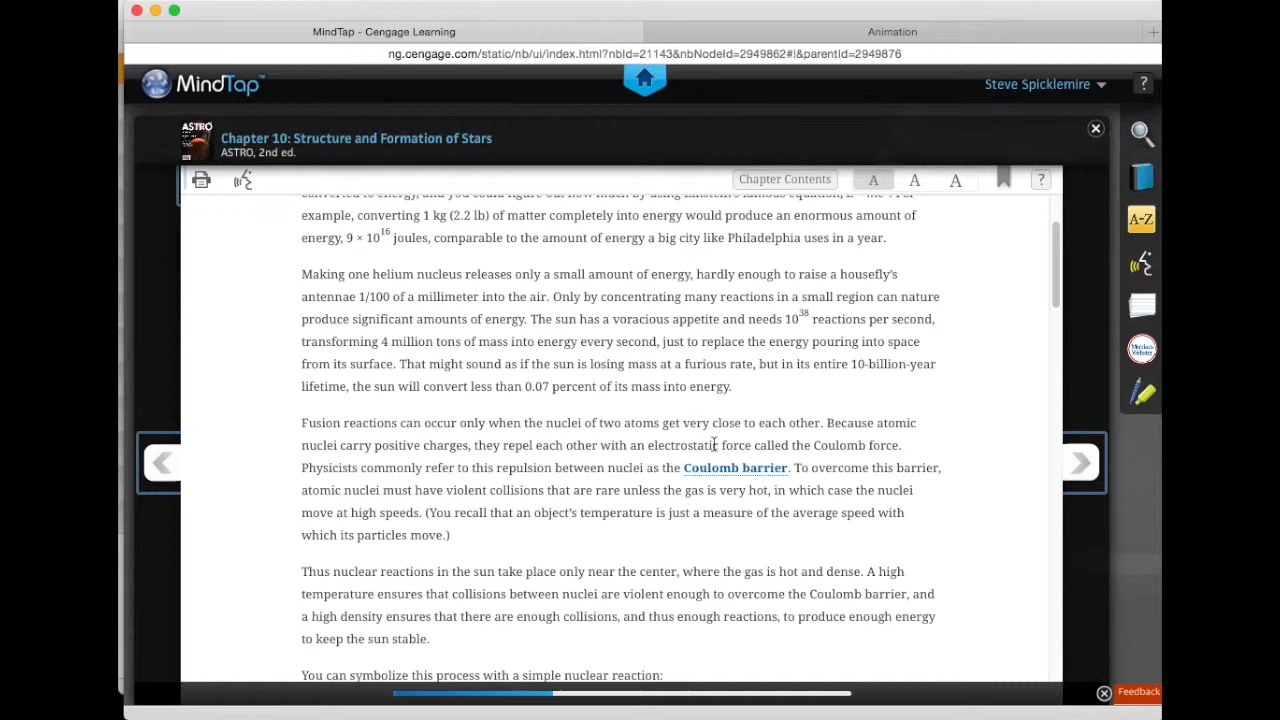 MindTap - Cengage Learning
Animation
ng.cengage.com/static/nb/ui/index.html?nbId=21143&nbNodeId=2949862#!&parentId=2949876
MindTap™
Steve Spicklemire
?
ASTRO
Chapter 10: Structure and Formation of Stars
ASTRO, 2nd ed.
Chapter Contents
A
A
A
?
example, converting 1 kg (2.2 lb) of matter completely into energy would produce an enormous amount of
energy, 9 × 10¹⁶ joules, comparable to the amount of energy a big city like Philadelphia uses in a year.
Making one helium nucleus releases only a small amount of energy, hardly enough to raise a housefly's
antennae 1/100 of a millimeter into the air. Only by concentrating many reactions in a small region can nature
produce significant amounts of energy. The sun has a voracious appetite and needs 10³⁸ reactions per second,
transforming 4 million tons of mass into energy every second, just to replace the energy pouring into space
from its surface. That might sound as if the sun is losing mass at a furious rate, but in its entire 10-billion-year
lifetime, the sun will convert less than 0.07 percent of its mass into energy.
Fusion reactions can occur only when the nuclei of two atoms get very close to each other. Because atomic
nuclei carry positive charges, they repel each other with an electrostatic force called the Coulomb force.
Physicists commonly refer to this repulsion between nuclei as the Coulomb barrier. To overcome this barrier,
atomic nuclei must have violent collisions that are rare unless the gas is very hot, in which case the nuclei
move at high speeds. (You recall that an object's temperature is just a measure of the average speed with
which its particles move.)
Thus nuclear reactions in the sun take place only near the center, where the gas is hot and dense. A high
temperature ensures that collisions between nuclei are violent enough to overcome the Coulomb barrier, and
a high density ensures that there are enough collisions, and thus enough reactions, to produce enough energy
to keep the sun stable.
You can symbolize this process with a simple nuclear reaction:
A-Z
Merriam-
Webster
Feedback